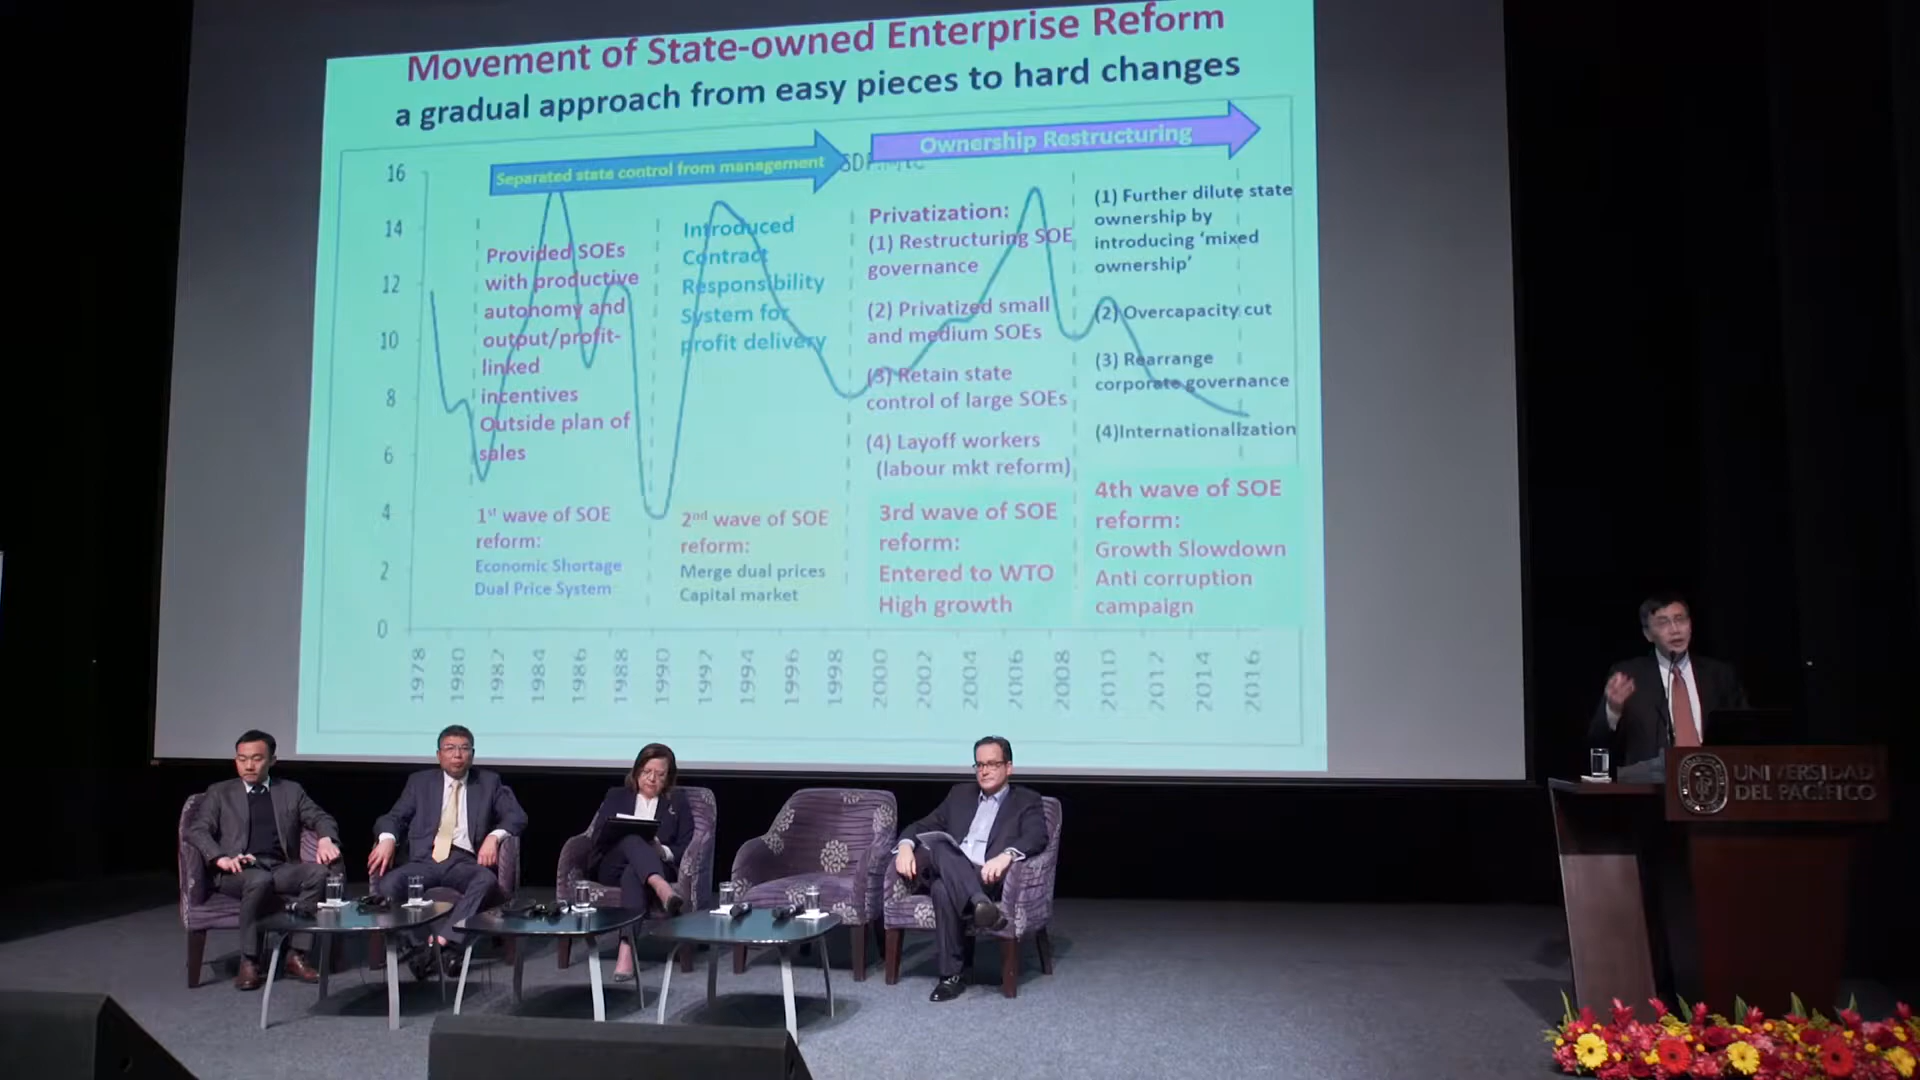 Movement of State-owned Enterprise Reform
a gradual approach from easy pieces to hard changes
Separated state control from management
Ownership Restructuring
16
14
12
10
8
6
4
2
0
Provided SOEs
with productive
autonomy and
output/profit-
linked
incentives
Outside plan of
sales
1st wave of SOE
reform:
Economic Shortage
Dual Price System
Introduced
Contract
Responsibility
System for
profit delivery
2nd wave of SOE
reform:
Merge dual prices
Capital market
Privatization:
(1) Restructuring SOE
governance
(2) Privatized small
and medium SOEs
(3) Retain state
control of large SOEs
(4) Layoff workers
(labour mkt reform)
3rd wave of SOE
reform:
Entered to WTO
High growth
(1) Further dilute state
ownership by
introducing ‘mixed
ownership’
(2) Overcapacity cut
(3) Rearrange
corporate governance
(4)Internationalization
4th wave of SOE
reform:
Growth Slowdown
Anti corruption
campaign
1978
1980
1982
1984
1986
1988
1990
1992
1994
1996
1998
2000
2002
2004
2006
2008
2010
2012
2014
2016
UNIVERSIDAD
DEL PACÍFICO